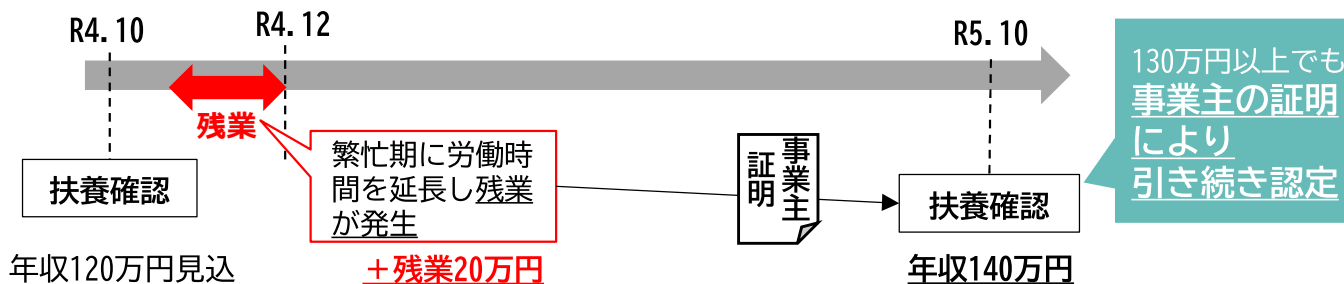 R4.10
R4.12
R5.10
残業
扶養確認
繁忙期に労働時
間を延長し残業
が発生
事業主
証明
扶養確認
130万円以上でも
事業主の証明
により
引き続き認定
年収120万円見込
＋残業20万円
年収140万円